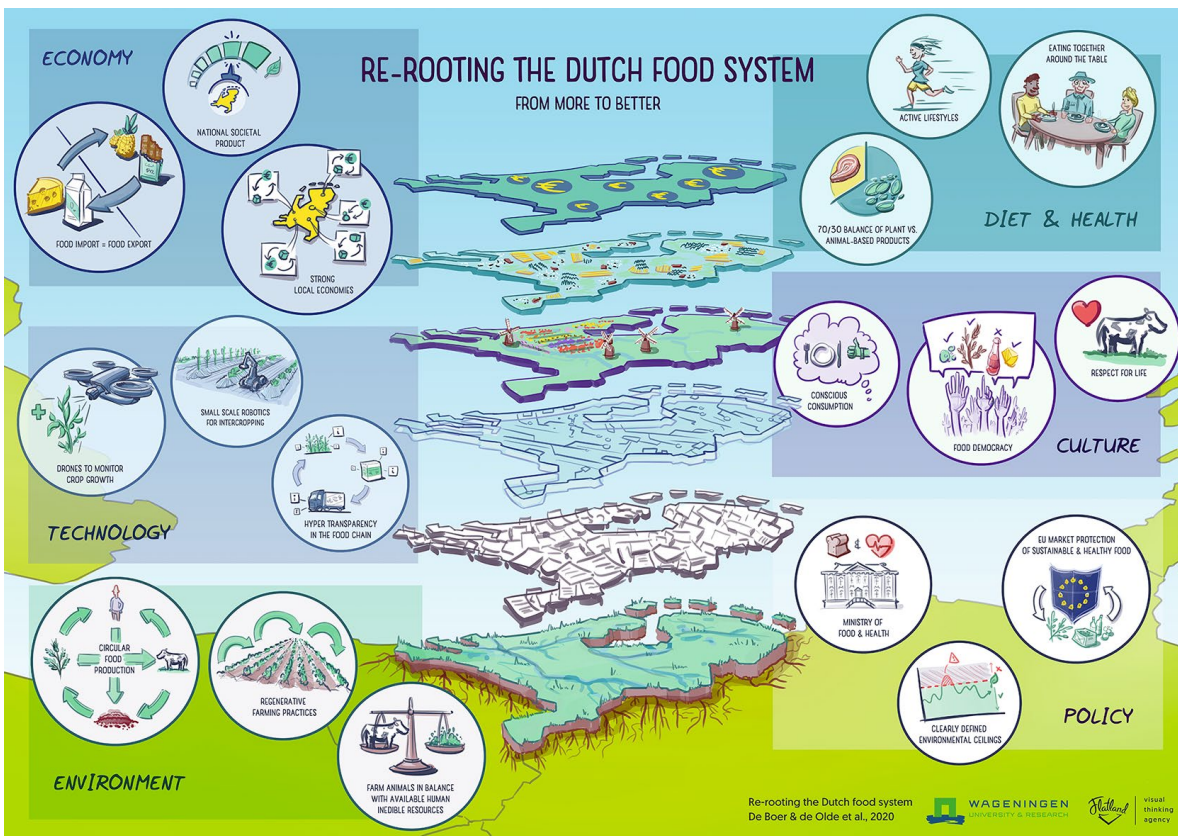 RE-ROOTING THE DUTCH FOOD SYSTEM
FROM MORE TO BETTER
ECONOMY
NATIONAL SOCIETAL
PRODUCT
FOOD IMPORT = FOOD EXPORT
STRONG
LOCAL ECONOMIES
ACTIVE LIFESTYLES
EATING TOGETHER
AROUND THE TABLE
70/30 BALANCE OF PLANT VS.
ANIMAL-BASED PRODUCTS
DIET & HEALTH
DRONES TO MONITOR
CROP GROWTH
SMALL SCALE ROBOTICS
FOR INTERCROPPING
HYPER TRANSPARENCY
IN THE FOOD CHAIN
TECHNOLOGY
CONSCIOUS
CONSUMPTION
FOOD DEMOCRACY
RESPECT FOR LIFE
CULTURE
CIRCULAR
FOOD
PRODUCTION
REGENERATIVE
FARMING PRACTICES
FARM ANIMALS IN BALANCE
WITH AVAILABLE HUMAN
INEDIBLE RESOURCES
ENVIRONMENT
&
MINISTRY OF
FOOD & HEALTH
EU MARKET PROTECTION
OF SUSTAINABLE & HEALTHY FOOD
CLEARLY DEFINED
ENVIRONMENTAL CEILINGS
POLICY
Re-rooting the Dutch food system
De Boer & de Olde et al., 2020
WAGENINGEN
UNIVERSITY & RESEARCH
Flatland
visual
thinking
agency